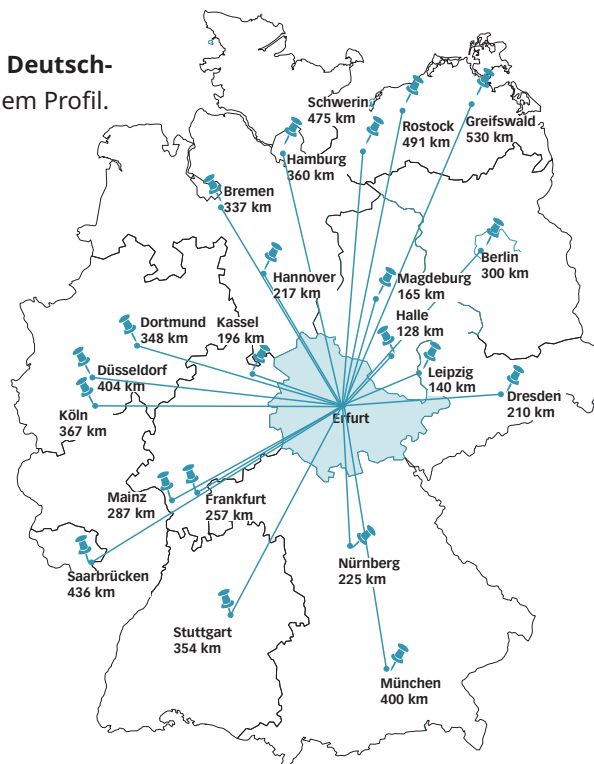 Deutsch-
em Profil.
Schwerin
475 km
Rostock
491 km
Greifswald
530 km
Hamburg
360 km
Bremen
337 km
Berlin
300 km
Hannover
217 km
Magdeburg
165 km
Halle
128 km
Dortmund
348 km
Kassel
196 km
Düsseldorf
404 km
Leipzig
140 km
Dresden
210 km
Köln
367 km
Erfurt
Mainz
287 km
Frankfurt
257 km
Nürnberg
225 km
Saarbrücken
436 km
Stuttgart
354 km
München
400 km